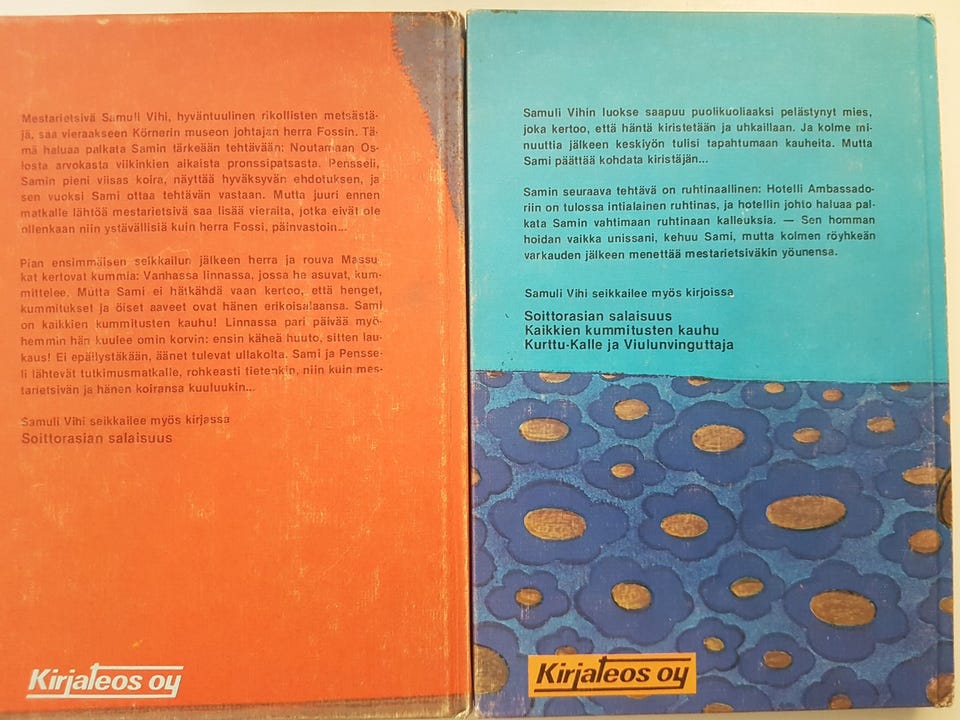 Mestarietsivä Samuli Vihi, hyväntuulinen rikollisten metsästä-
jä, saa vieraakseen Körnerin museon johtajan herra Fossin. Tä-
mä haluaa palkata Samin tärkeään tehtävään: Noutamaan Os-
losta arvokasta viikinkien aikaista pronssipatsasta. Pensseli,
Samin pieni viisas koira, näyttää hyväksyvän ehdotuksen, ja
sen vuoksi Sami ottaa tehtävän vastaan. Mutta juuri ennen
matkalle lähtöä mestarietsivä saa lisää vieraita, jotka eivät ole
ollenkaan niin ystävällisiä kuin herra Fossi, päinvastoin...
Pian ensimmäisen seikkailun jälkeen herra ja rouva Massu
kat kertovat kummia: Vanhassa linnassa, jossa he asuvat, kum-
mittelee. Mutta Sami ei hätkähdä vaan kertoo, että henget,
kummitukset ja öiset aaveet ovat hänen erikoisalaansa. Sami
on kaikkien kummitusten kauhu! Linnassa pari päivää myö-
hemmin hän kuulee omin korvin: ensin käheä huuto, sitten lau-
kaus! Ei epäilystäkään, äänet tulevat ullakolta. Sami ja Pensse-
li lähtevät tutkimusmatkalle, rohkeasti tietenkin, niin kuin mes-
tarietsivän ja hänen koiransa kuuluukin...
Samuli Vihi seikkailee myös kirjassa
Soittorasian salaisuus
Kirjateos oy
Samuli Vihin luokse saapuu puolikuoliaaksi pelästynyt mies,
joka kertoo, että häntä kiristetään ja uhkaillaan. Ja kolme mi-
nuuttia jälkeen keskiyön tulisi tapahtumaan kauheita. Mutta
Sami päättää kohdata kiristäjän...
Samin seuraava tehtävä on ruhtinaallinen: Hotelli Ambassado-
riin on tulossa intialainen ruhtinas, ja hotellin johto haluaa pal-
kata Samin vahtimaan ruhtinaan kalleuksia. — Sen homman
hoidan vaikka unissani, kehuu Sami, mutta kolmen röyhkeän
varkauden jälkeen menettää mestarietsiväkin yöunensa.
Samuli Vihi seikkailee myös kirjoissa
Soittorasian salaisuus
Kaikkien kummitusten kauhu
Kurttu-Kalle ja Viulunvinguttaja
Kirjateos oy